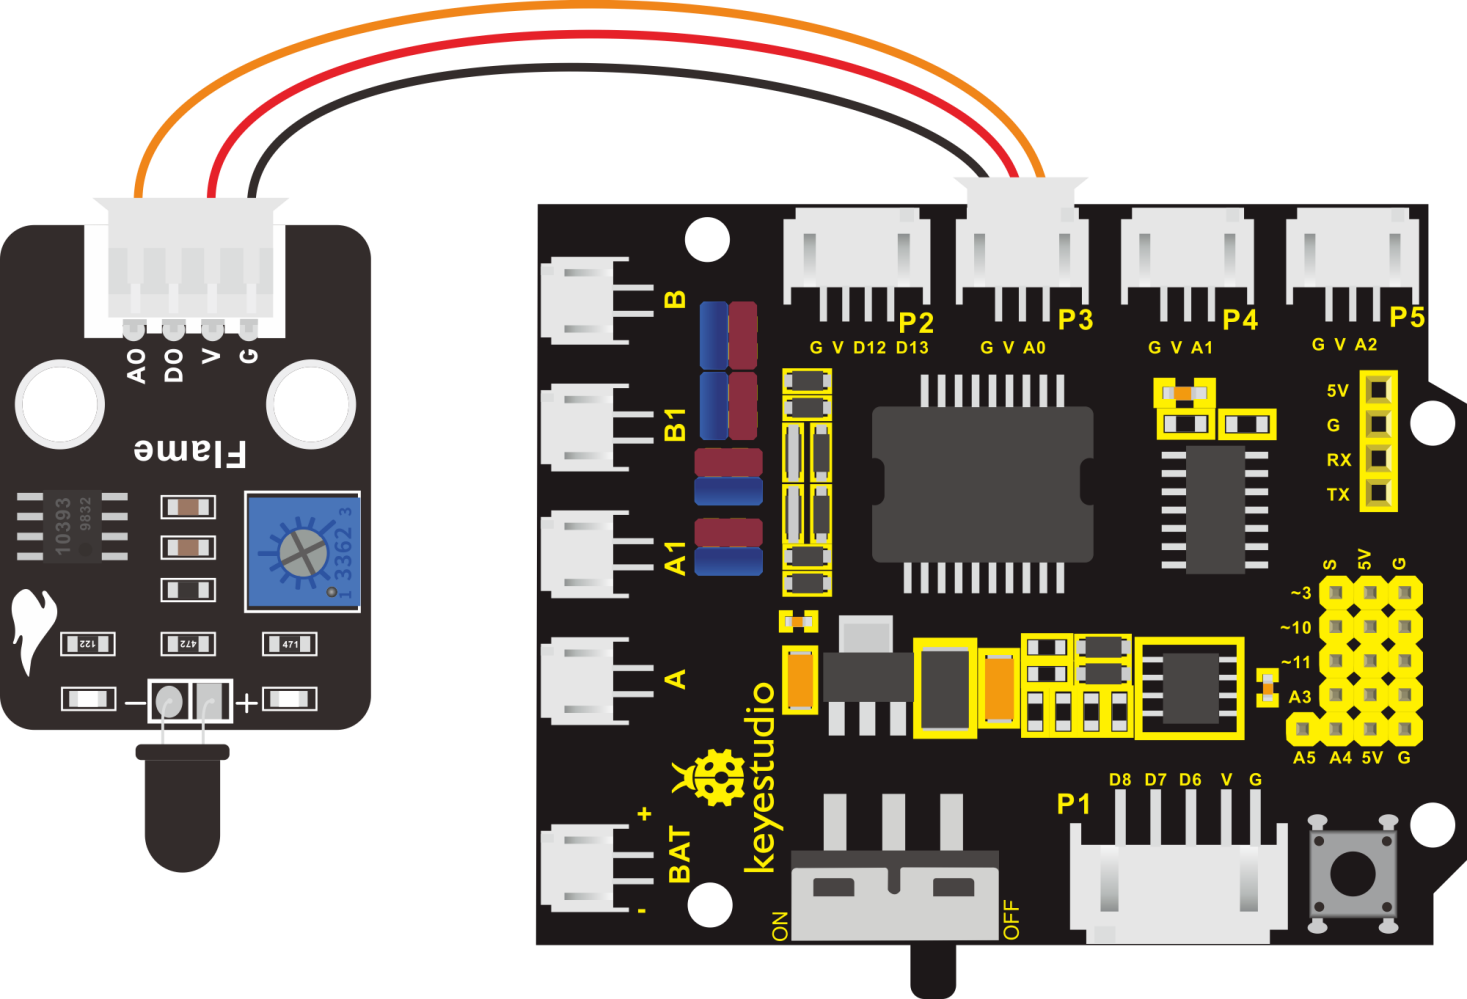 AO DO V G
Flame
10393
9832
3362
1
3
122
472
471
− +
B
B1
A1
A
BAT
+
-
keyestudio
P2
G V D12 D13
P3
G V A0
P4
G V A1
P5
G V A2
5V
G
RX
TX
S 5V G
~3
~10
~11
A3
A5 A4 5V G
P1
D8 D7 D6 V G
ON
OFF